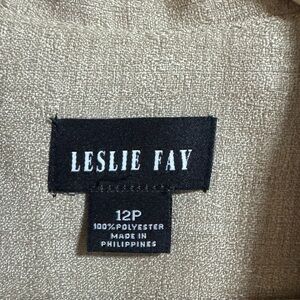 LESLIE FAY
12P
100% POLYESTER
MADE IN
PHILIPPINES